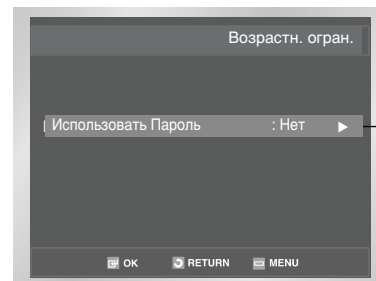 Возрастн. огран.
Использовать Пароль : Нет ▶
OK RETURN MENU